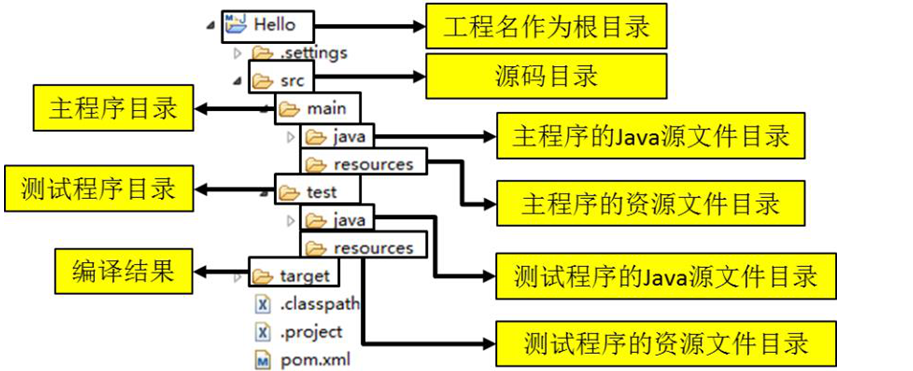 Hello
工程名作为根目录
.settings
src
源码目录
主程序目录
main
java
主程序的Java源文件目录
resources
测试程序目录
test
主程序的资源文件目录
java
resources
编译结果
target
测试程序的Java源文件目录
.classpath
.project
测试程序的资源文件目录
pom.xml